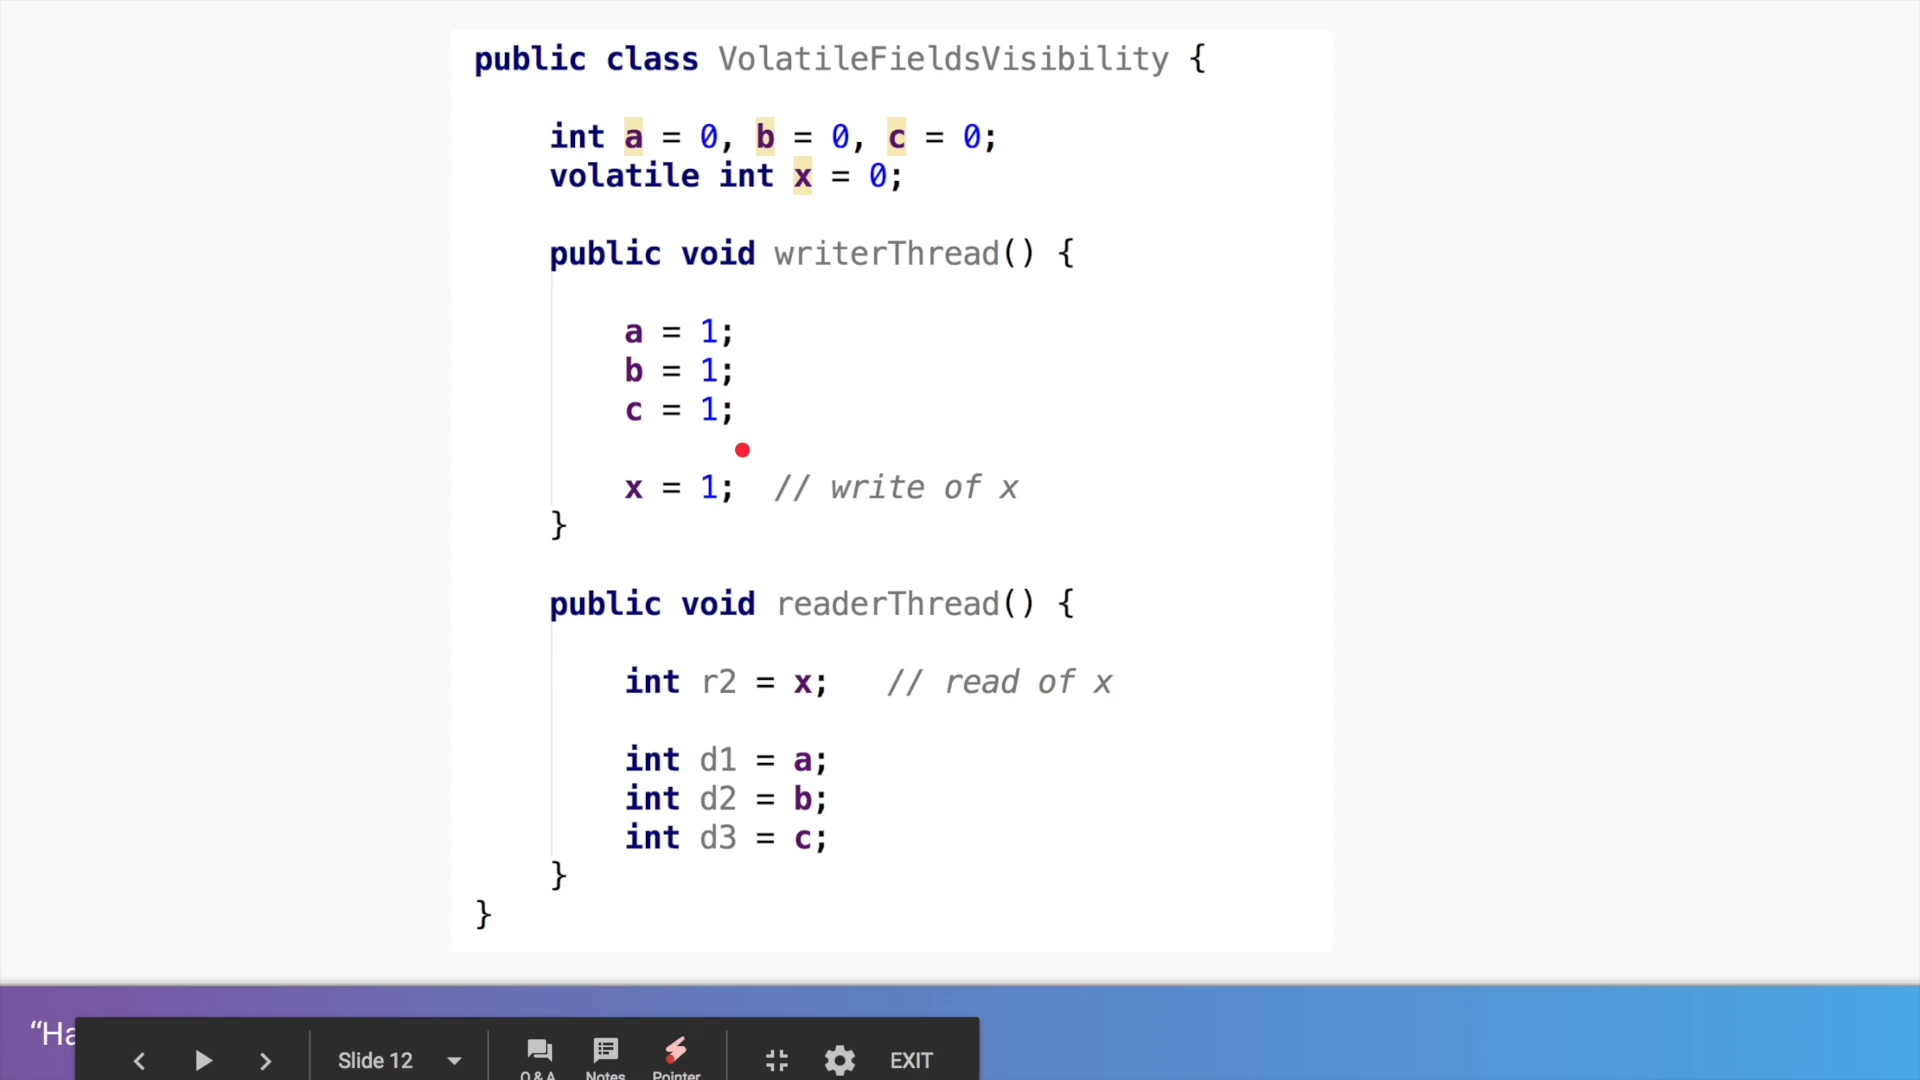 public class VolatileFieldsVisibility {
int a = 0, b = 0, c = 0;
volatile int x = 0;
public void writerThread() {
a = 1;
b = 1;
c = 1;
x = 1;  // write of x
}
public void readerThread() {
int r2 = x;   // read of x
int d1 = a;
int d2 = b;
int d3 = c;
}
}
“Ha
Slide 12
Q & A
Notes
Pointer
EXIT